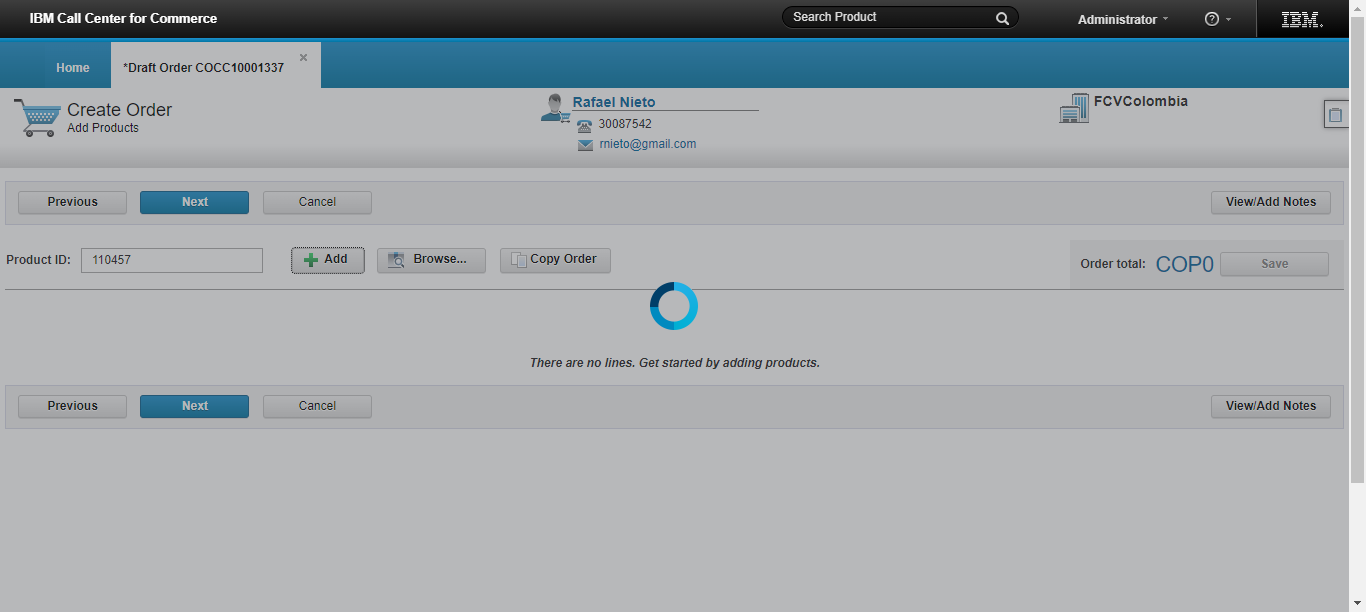 IBM Call Center for Commerce
Search Product
Administrator
IBM.
Home
*Draft Order COCC10001337
Create Order
Add Products
Rafael Nieto
30087542
rnieto@gmail.com
FCVColombia
Previous
Next
Cancel
View/Add Notes
Product ID:
110457
Add
Browse...
Copy Order
Order total:
COP0
Save
There are no lines. Get started by adding products.
Previous
Next
Cancel
View/Add Notes